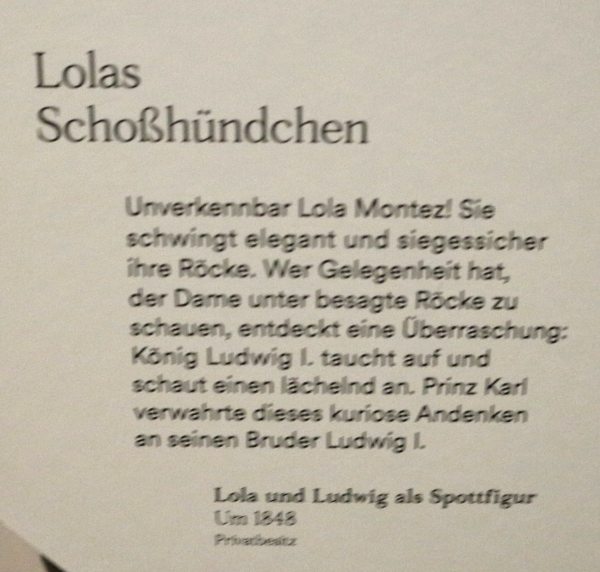 Lolas
Schoßhündchen
Unverkennbar Lola Montez! Sie
schwingt elegant und siegessicher
ihre Röcke. Wer Gelegenheit hat,
der Dame unter besagte Röcke zu
schauen, entdeckt eine Überraschung:
König Ludwig I. taucht auf und
schaut einen lächelnd an. Prinz Karl
verwahrte dieses kuriose Andenken
an seinen Bruder Ludwig I.
Lola und Ludwig als Spottfigur
Um 1848
Privatbesitz